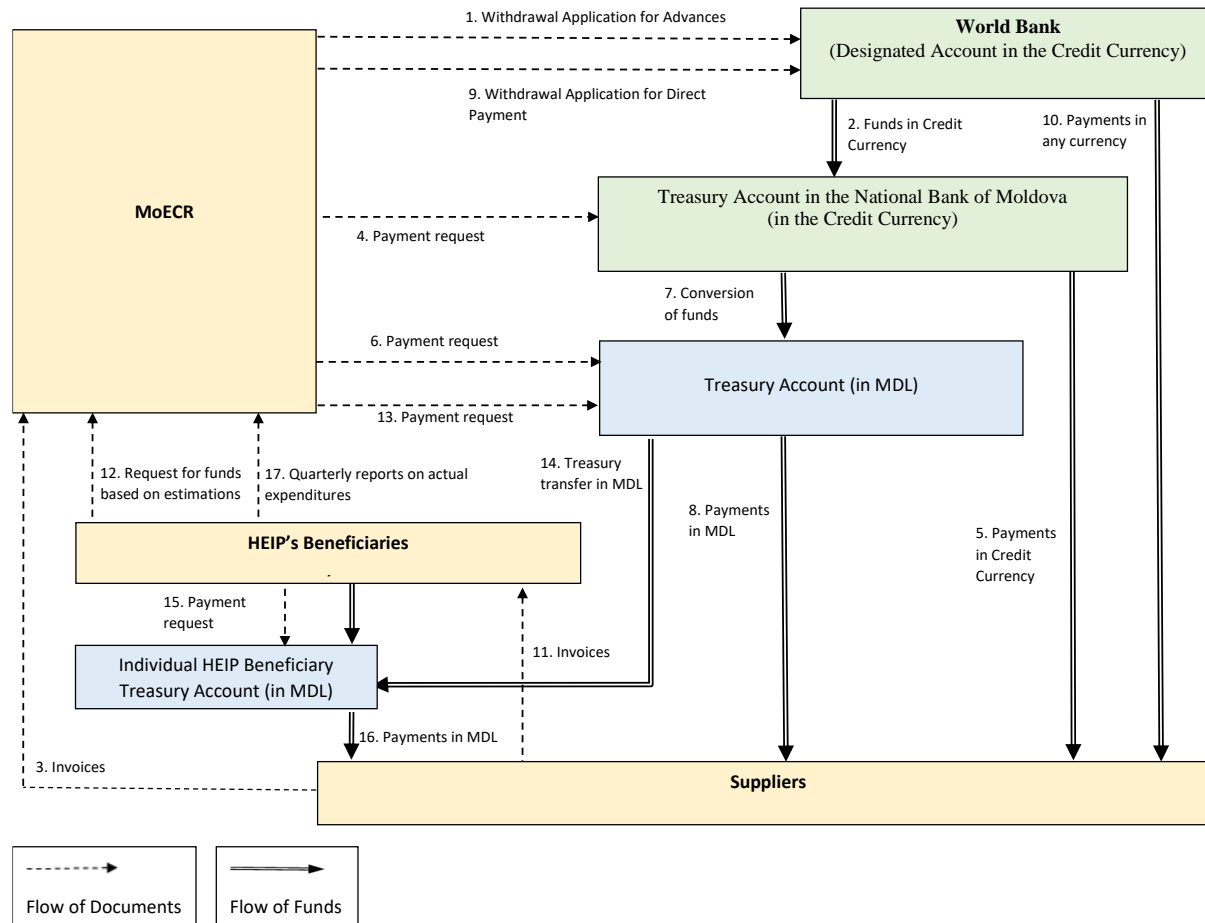 1. Withdrawal Application for Advances
World Bank
(Designated Account in the Credit Currency)
9. Withdrawal Application for Direct
Payment
2. Funds in Credit
Currency
10. Payments in
any currency
MoECR
Treasury Account in the National Bank of Moldova
(in the Credit Currency)
4. Payment request
7. Conversion
of funds
6. Payment request
Treasury Account (in MDL)
13. Payment request
12. Request for funds
based on estimations
17. Quarterly reports on actual
expenditures
14. Treasury
transfer in MDL
8. Payments
in MDL
5. Payments
in Credit
Currency
HEIP's Beneficiaries
15. Payment
request
11. Invoices
Individual HEIP Beneficiary
Treasury Account (in MDL)
16. Payments in MDL
3. Invoices
Suppliers
Flow of Documents
Flow of Funds